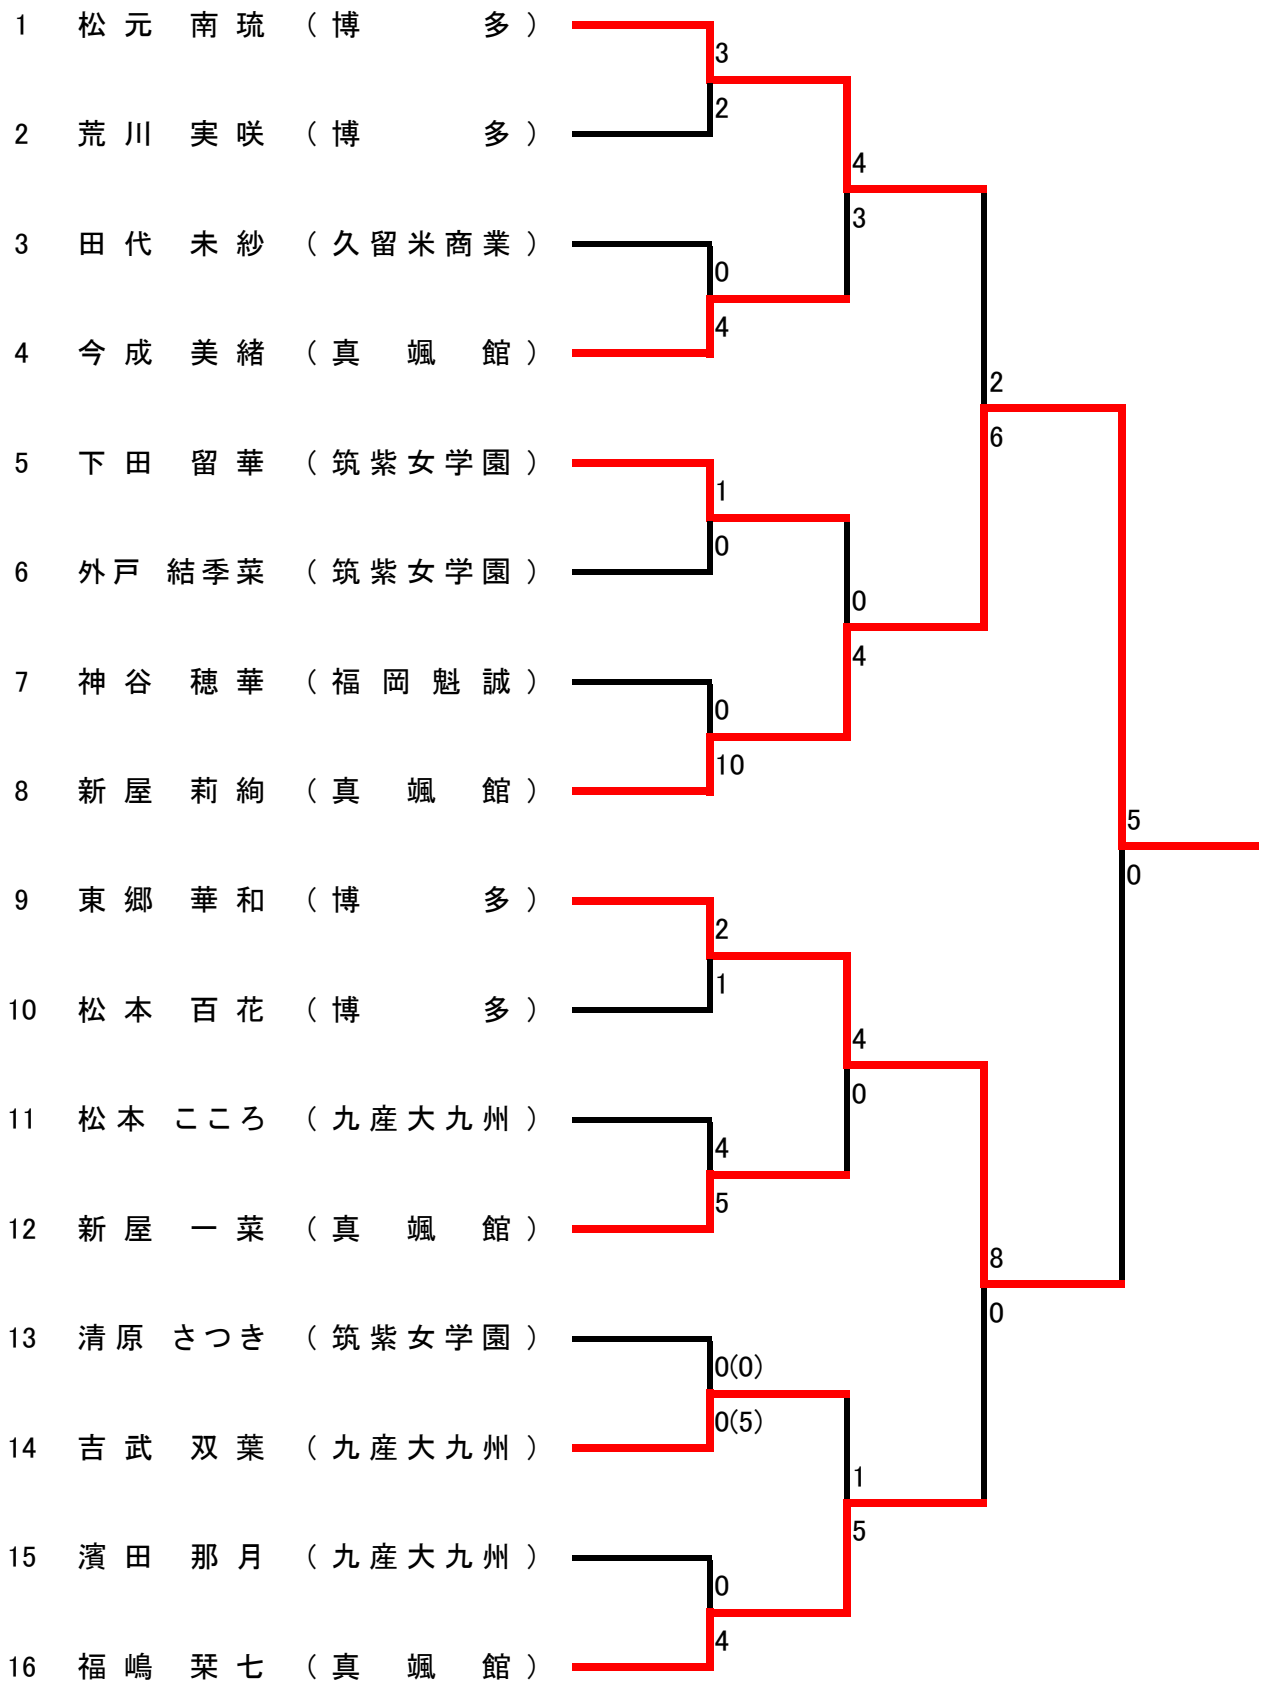 1 松元 南琉 （博 多）
3
2
2 荒川 実咲 （博 多）
4
3
3 田代 未紗 （久留米商業）
0
4
4 今成 美緒 （真 颯 館）
2
6
5 下田 留華 （筑紫女学園）
1
0
6 外戸 結季菜 （筑紫女学園）
0
4
7 神谷 穂華 （福岡魁誠）
0
10
8 新屋 莉絢 （真 颯 館）
5
0
9 東郷 華和 （博 多）
2
1
10 松本 百花 （博 多）
4
0
11 松本 こころ （九産大九州）
4
5
12 新屋 一菜 （真 颯 館）
8
0
13 清原 さつき （筑紫女学園）
0(0)
0(5)
14 吉武 双葉 （九産大九州）
1
5
15 濱田 那月 （九産大九州）
0
4
16 福嶋 栞七 （真 颯 館）